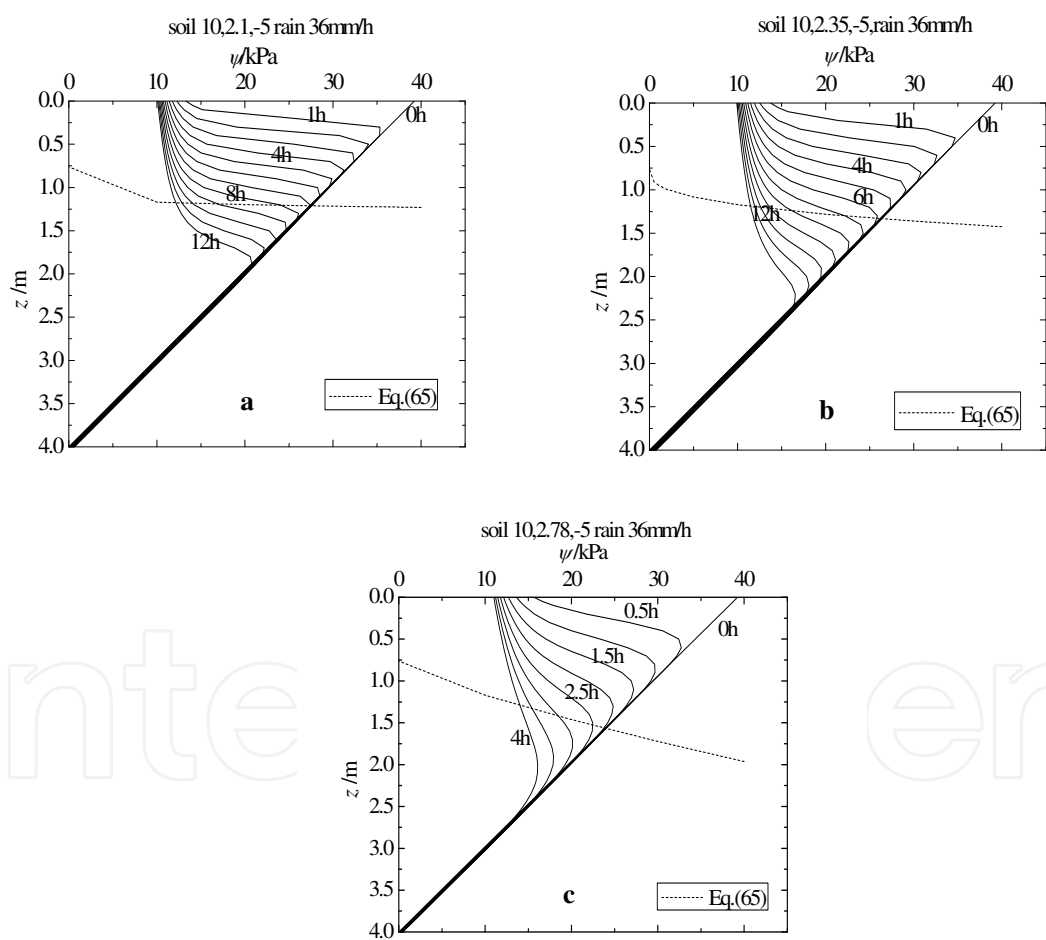 soil 10,2.1,-5 rain 36mm/h
ψ/kPa
0 10 20 30 40
0.0
0.5
1.0
1.5
2.0
2.5
3.0
3.5
4.0
z /m
1h
0h
4h
8h
12h
Eq.(65)
a
soil 10,2.35,-5,rain 36mm/h
ψ/kPa
0 10 20 30 40
0.0
0.5
1.0
1.5
2.0
2.5
3.0
3.5
4.0
z /m
1h
0h
4h
6h
12h
Eq.(65)
b
soil 10,2.78,-5 rain 36mm/h
ψ/kPa
0 10 20 30 40
0.0
0.5
1.0
1.5
2.0
2.5
3.0
3.5
4.0
z /m
0.5h
0h
1.5h
2.5h
4h
Eq.(65)
c
nte
en